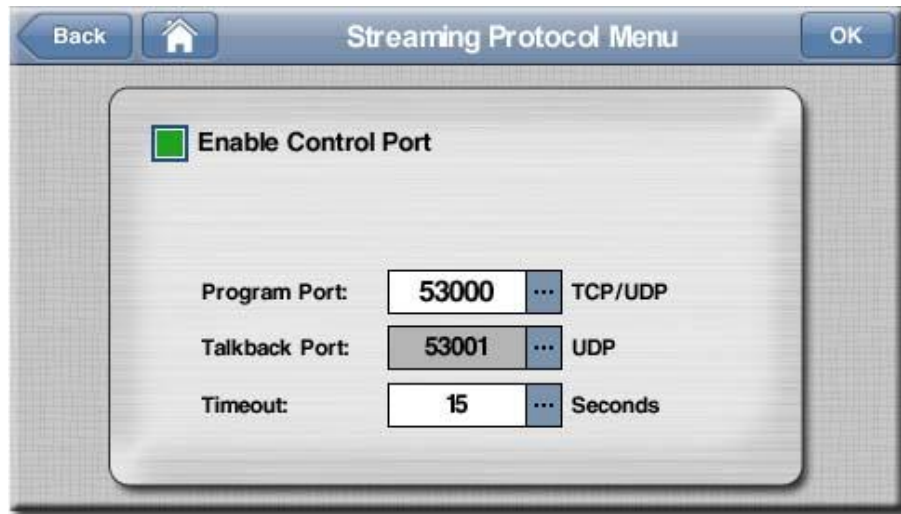 Back Streaming Protocol Menu OK
Enable Control Port
Program Port: 53000 ... TCP/UDP
Talkback Port: 53001 ... UDP
Timeout: 15 ... Seconds